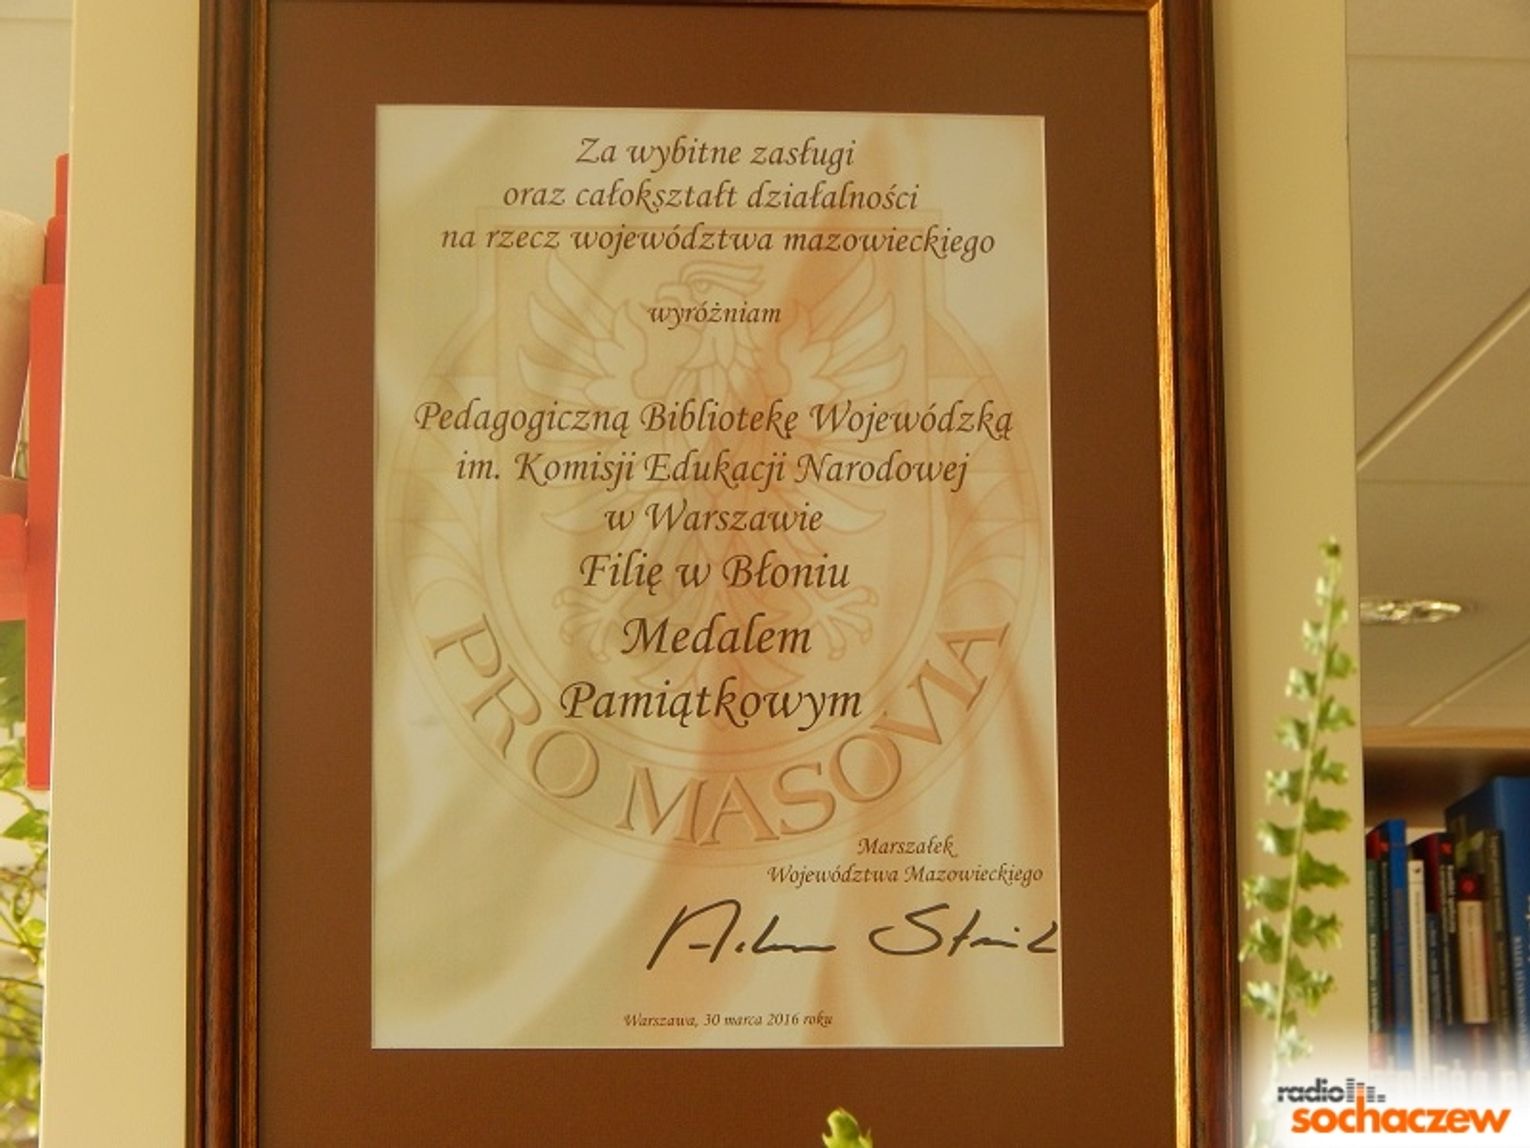 Za wybitne zasługi
oraz całokształt działalności
na rzecz województwa mazowieckiego
wyróżniam
Pedagogiczną Bibliotekę Wojewódzką
im. Komisji Edukacji Narodowej
w Warszawie
Filię w Błoniu
Medalem
Pamiątkowym
PRO MASOVIA
Marszałek
Województwa Mazowieckiego
Warszawa, 30 marca 2016 roku
radio
sochaczew